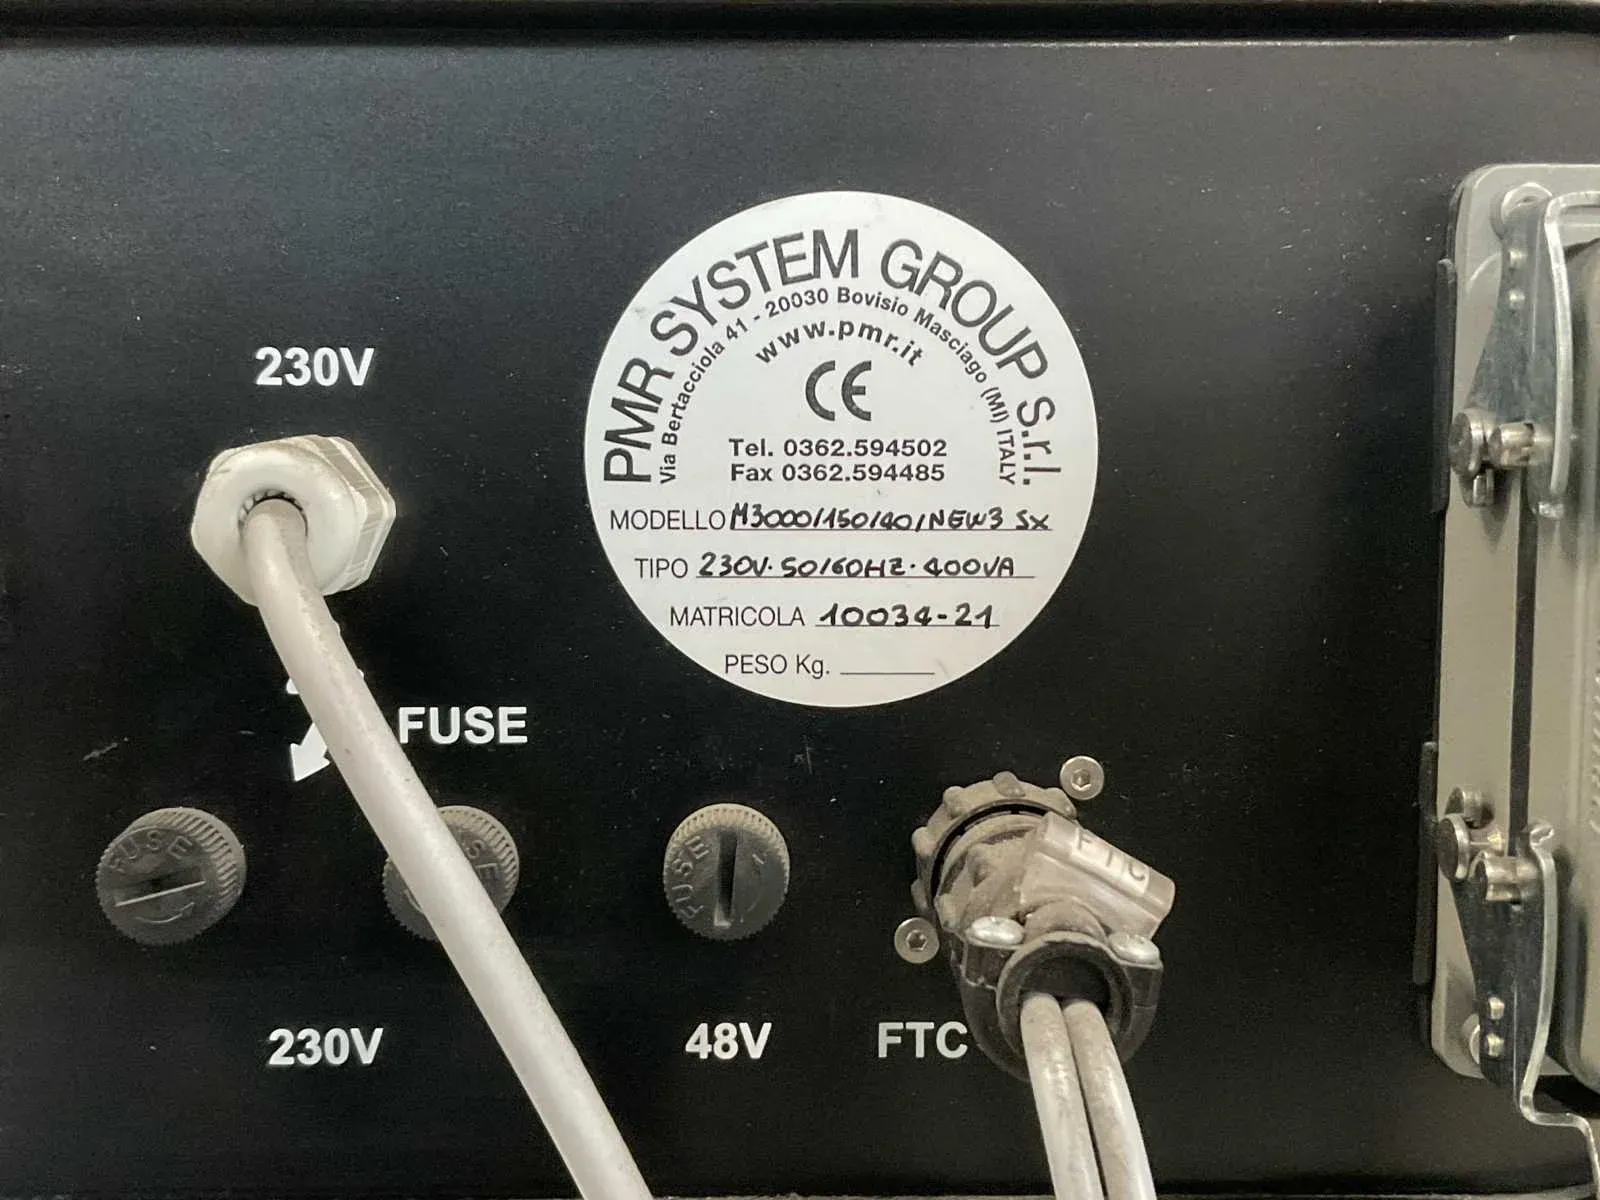 PMR SYSTEM GROUP S.r.l.
Via Bertacciola 41 - 20030 Bovisio Masciago (MI) ITALY
www.pmr.it
CE
Tel. 0362.594502
Fax 0362.594485
MODELLO M3000/150/40/NEW3 SX
TIPO 230V· 50/60HZ· 400VA
MATRICOLA 10034-21
PESO Kg.
230V
FUSE
FUSE
FUSE
230V
48V
FTC
FTC